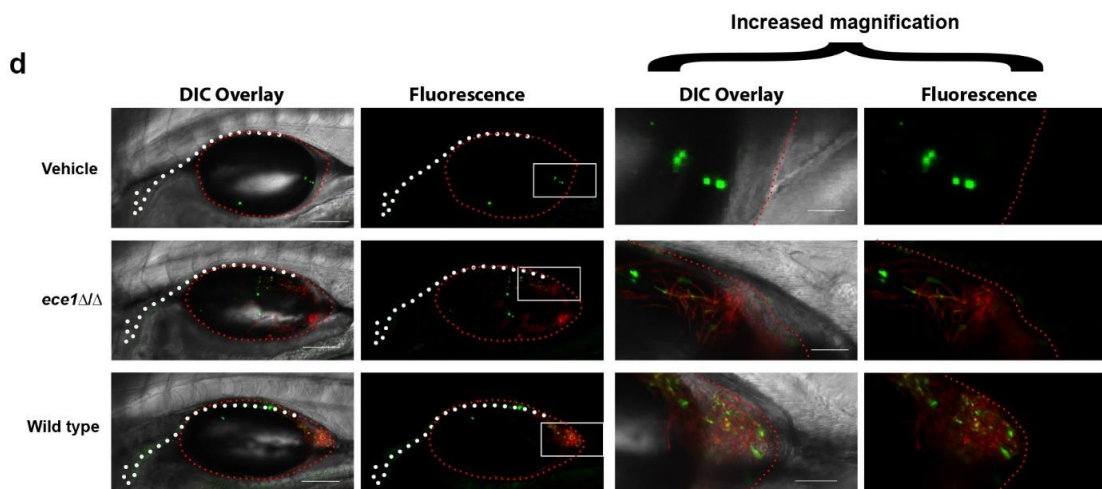 Increased magnification
d
DIC Overlay Fluorescence DIC Overlay Fluorescence
Vehicle
ece1Δ/Δ
Wild type